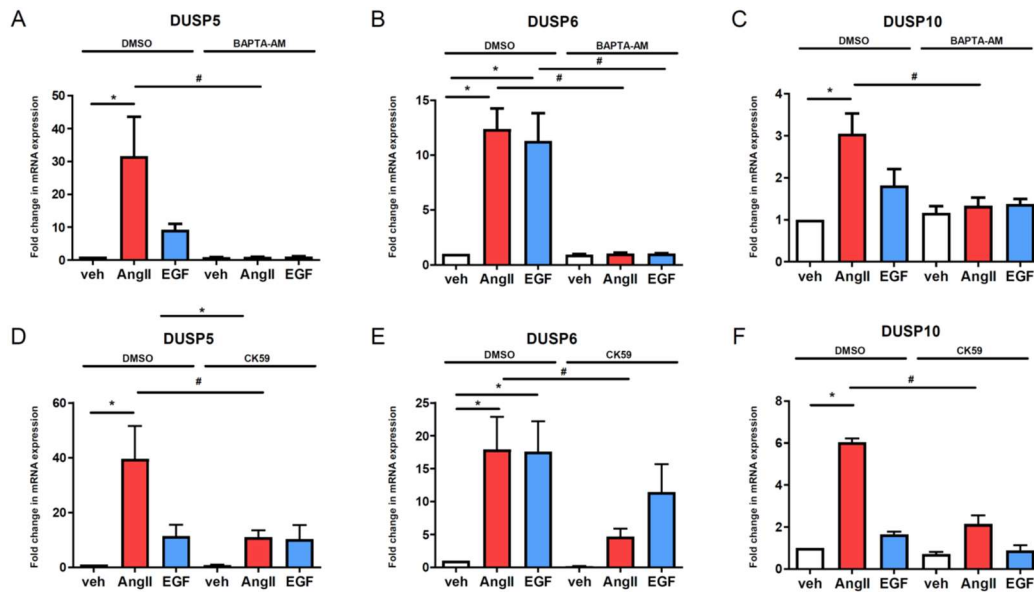 A
DUSP5
DMSO BAPTA-AM
#
*
Fold change in mRNA expression
50
40
30
20
10
0
veh AngII EGF veh AngII EGF
B
DUSP6
DMSO BAPTA-AM
* #
* #
Fold change in mRNA expression
15
10
5
0
veh AngII EGF veh AngII EGF
C
DUSP10
DMSO BAPTA-AM
* #
Fold change in mRNA expression
4
3
2
1
0
veh AngII EGF veh AngII EGF
*
D
DUSP5
DMSO CK59
#
*
Fold change in mRNA expression
60
40
20
0
veh AngII EGF veh AngII EGF
E
DUSP6
DMSO CK59
#
*
*
Fold change in mRNA expression
25
20
15
10
5
0
veh AngII EGF veh AngII EGF
F
DUSP10
DMSO CK59
#
*
Fold change in mRNA expression
8
6
4
2
0
veh AngII EGF veh AngII EGF